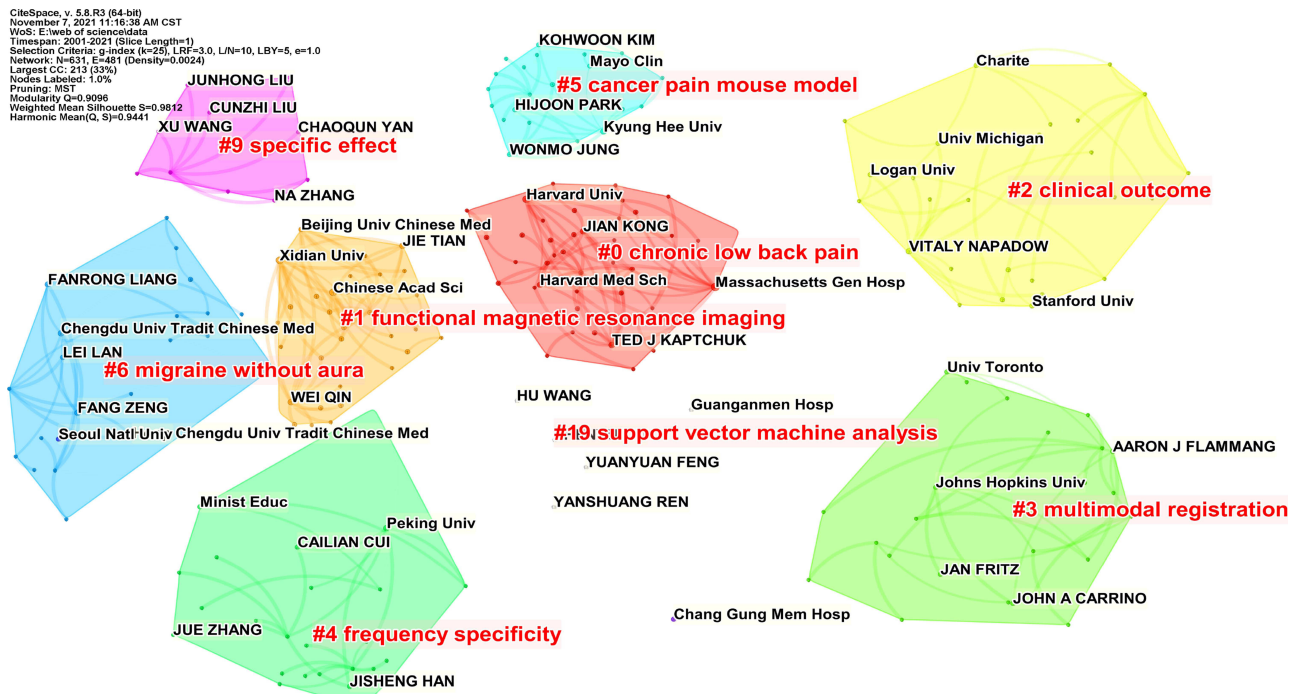 CiteSpace, v. 5.8.R3 (64-bit)
November 7, 2021 11:16:38 AM CST
WoS: E:\web of science\data
Timespan: 2001-2021 (Slice Length=1)
Selection Criteria: g-index (k=25), LRF=3.0, L/N=10, LBY=5, e=1.0
Network: N=631, E=481 (Density=0.0024)
Largest CC: 213 (33%)
Nodes Labeled: 1.0%
Pruning: MST
Modularity Q=0.9096
Weighted Mean Silhouette S=0.9812
Harmonic Mean(Q, S)=0.9441
JUNHONG LIU
CUNZHI LIU
XU WANG
CHAOQUN YAN
#9 specific effect
NA ZHANG
KOHWOON KIM
Mayo Clin
#5 cancer pain mouse model
HIJOON PARK
Kyung Hee Univ
WONMO JUNG
Charite
Univ Michigan
Logan Univ
#2 clinical outcome
VITALY NAPADOW
Stanford Univ
Harvard Univ
JIAN KONG
#0 chronic low back pain
Harvard Med Sch
Massachusetts Gen Hosp
TED J KAPTCHUK
Beijing Univ Chinese Med
JIE TIAN
Xidian Univ
Chinese Acad Sci
#1 functional magnetic resonance imaging
WEI QIN
FANRONG LIANG
Chengdu Univ Tradit Chinese Med
LEI LAN
#6 migraine without aura
FANG ZENG
Seoul Natl Univ
Chengdu Univ Tradit Chinese Med
HU WANG
Guanganmen Hosp
#19 support vector machine analysis
YUANYUAN FENG
YANSHUANG REN
Univ Toronto
AARON J FLAMMANG
Johns Hopkins Univ
#3 multimodal registration
JAN FRITZ
JOHN A CARRINO
Minist Educ
Peking Univ
CAILIAN CUI
JUE ZHANG
#4 frequency specificity
JISHENG HAN
Chang Gung Mem Hosp